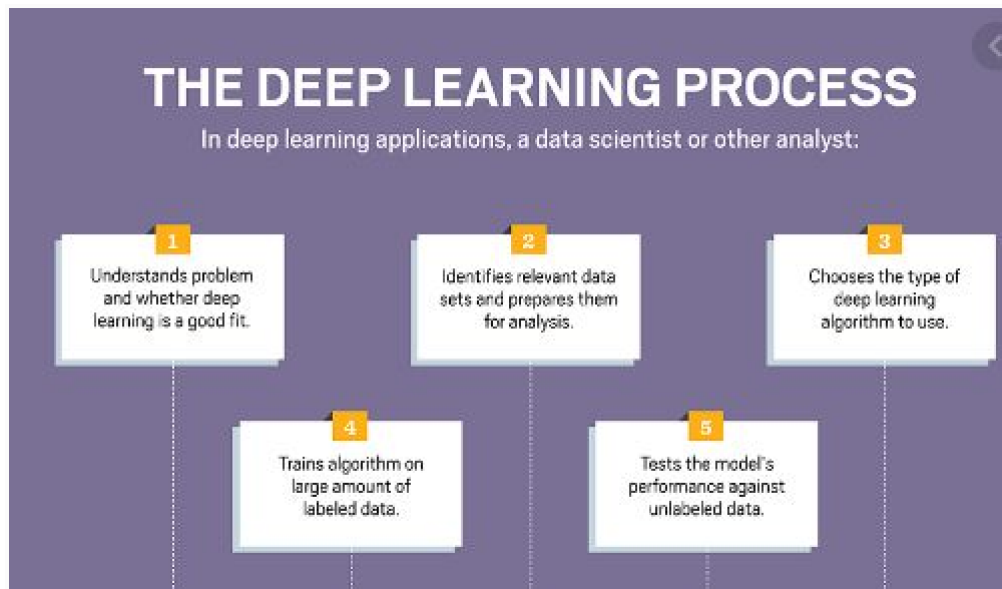 THE DEEP LEARNING PROCESS
In deep learning applications, a data scientist or other analyst:
1
Understands problem
and whether deep
learning is a good fit.
2
Identifies relevant data
sets and prepares them
for analysis.
3
Chooses the type of
deep learning
algorithm to use.
4
Trains algorithm on
large amount of
labeled data.
5
Tests the model's
performance against
unlabeled data.